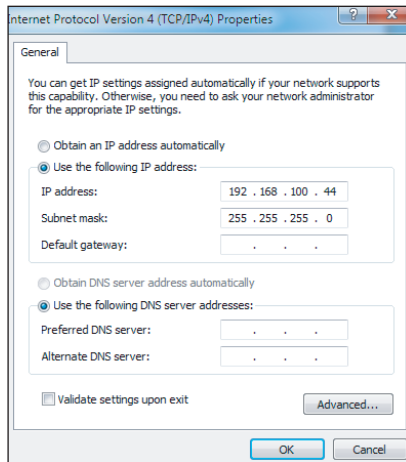 Internet Protocol Version 4 (TCP/IPv4) Properties
General
You can get IP settings assigned automatically if your network supports
this capability. Otherwise, you need to ask your network administrator
for the appropriate IP settings.
Obtain an IP address automatically
Use the following IP address:
IP address: 192 . 168 . 100 . 44
Subnet mask: 255 . 255 . 255 . 0
Default gateway: . . .
Obtain DNS server address automatically
Use the following DNS server addresses:
Preferred DNS server: . . .
Alternate DNS server: . . .
Validate settings upon exit
Advanced...
OK Cancel